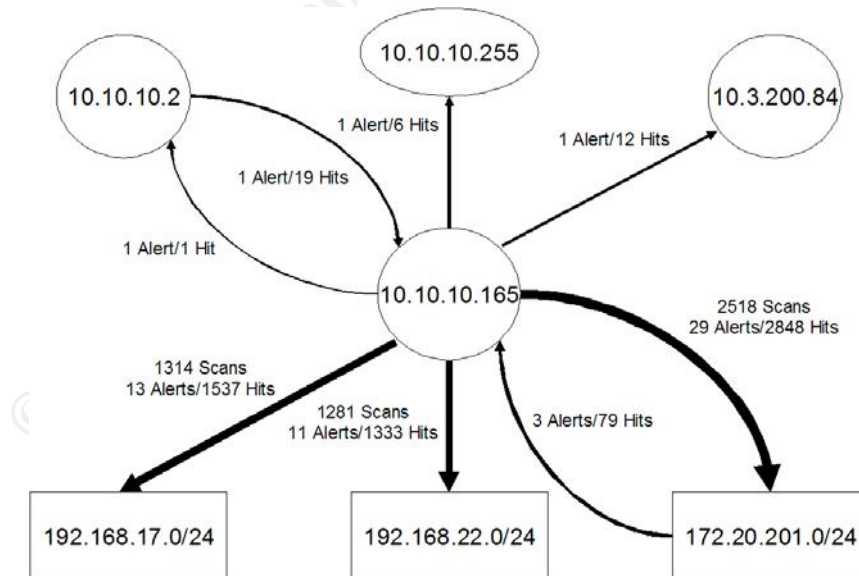 10.10.10.255
10.10.10.2
10.3.200.84
1 Alert/6 Hits
1 Alert/12 Hits
1 Alert/19 Hits
1 Alert/1 Hit
10.10.10.165
2518 Scans
29 Alerts/2848 Hits
1314 Scans
13 Alerts/1537 Hits
1281 Scans
11 Alerts/1333 Hits
3 Alerts/79 Hits
192.168.17.0/24
192.168.22.0/24
172.20.201.0/24